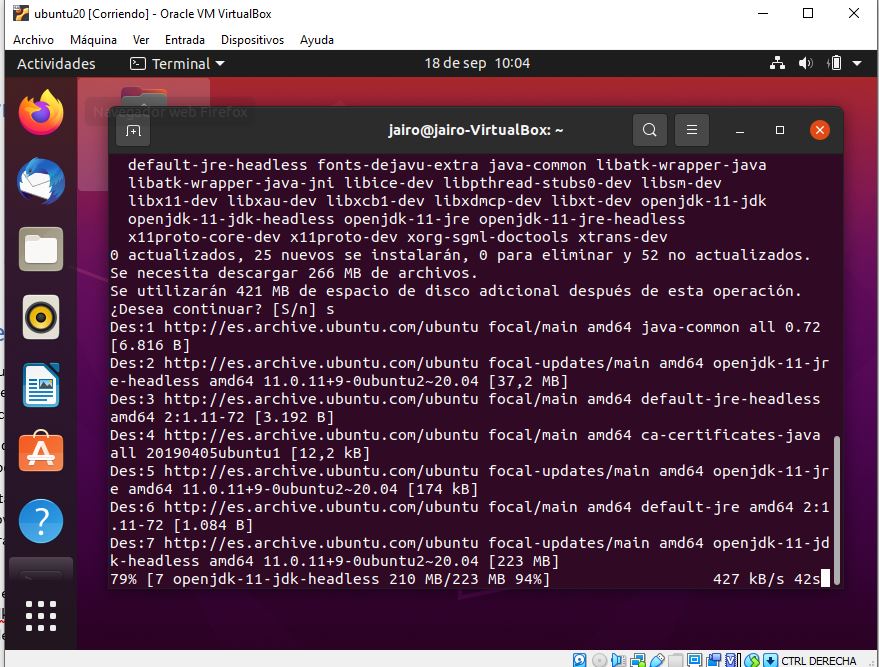 ubuntu20 [Corriendo] - Oracle VM VirtualBox
Archivo Máquina Ver Entrada Dispositivos Ayuda
Actividades Terminal 18 de sep 10:04
Navegador web Firefox
jairo@jairo-VirtualBox: ~
default-jre-headless fonts-dejavu-extra java-common libatk-wrapper-java
libatk-wrapper-java-jni libice-dev libpthread-stubs0-dev libsm-dev
libx11-dev libxau-dev libxcb1-dev libxdmcp-dev libxt-dev openjdk-11-jdk
openjdk-11-jdk-headless openjdk-11-jre openjdk-11-jre-headless
x11proto-core-dev x11proto-dev xorg-sgml-doctools xtrans-dev
0 actualizados, 25 nuevos se instalarán, 0 para eliminar y 52 no actualizados.
Se necesita descargar 266 MB de archivos.
Se utilizarán 421 MB de espacio de disco adicional después de esta operación.
¿Desea continuar? [S/n] s
Des:1 http://es.archive.ubuntu.com/ubuntu focal/main amd64 java-common all 0.72
[6.816 B]
Des:2 http://es.archive.ubuntu.com/ubuntu focal-updates/main amd64 openjdk-11-jr
e-headless amd64 11.0.11+9-0ubuntu2~20.04 [37,2 MB]
Des:3 http://es.archive.ubuntu.com/ubuntu focal/main amd64 default-jre-headless
amd64 2:1.11-72 [3.192 B]
Des:4 http://es.archive.ubuntu.com/ubuntu focal/main amd64 ca-certificates-java
all 20190405ubuntu1 [12,2 kB]
Des:5 http://es.archive.ubuntu.com/ubuntu focal-updates/main amd64 openjdk-11-jr
e amd64 11.0.11+9-0ubuntu2~20.04 [174 kB]
Des:6 http://es.archive.ubuntu.com/ubuntu focal/main amd64 default-jre amd64 2:1
.11-72 [1.084 B]
Des:7 http://es.archive.ubuntu.com/ubuntu focal-updates/main amd64 openjdk-11-jd
k-headless amd64 11.0.11+9-0ubuntu2~20.04 [223 MB]
79% [7 openjdk-11-jdk-headless 210 MB/223 MB 94%] 427 kB/s 42s
CTRL DERECHA